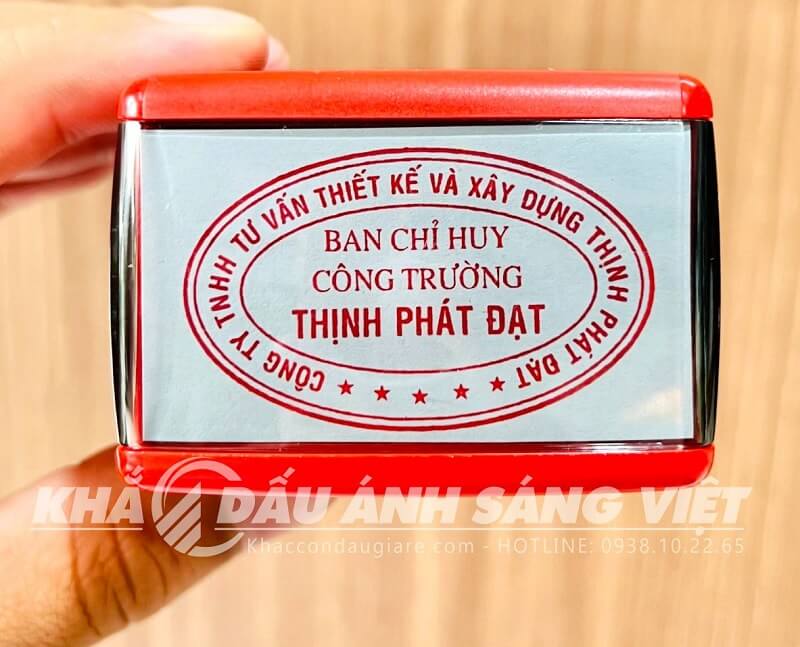 CÔNG TY TNHH TƯ VẤN THIẾT KẾ VÀ XÂY DỰNG THỊNH PHÁT ĐẠT
BAN CHỈ HUY
CÔNG TRƯỜNG
THỊNH PHÁT ĐẠT
★ ★ ★ ★ ★
KHẮC DẤU ÁNH SÁNG VIỆT
Khaccondaugiare.com - HOTLINE: 0938.10.22.65